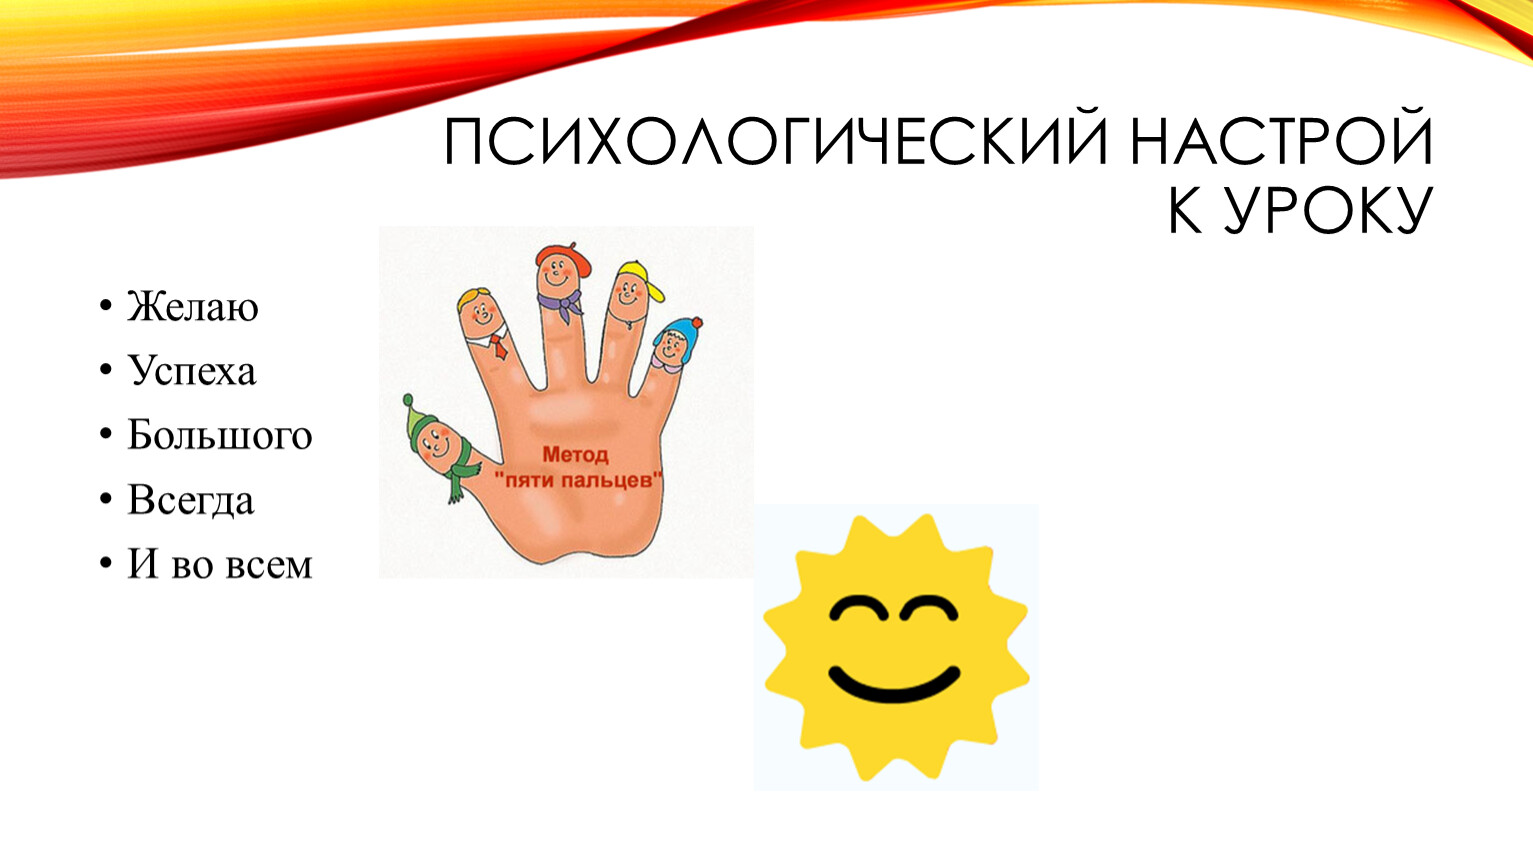 ПСИХОЛОГИЧЕСКИЙ НАСТРОЙ
К УРОКУ
• Желаю
• Успеха
• Большого
• Всегда
• И во всем
Метод
"пяти пальцев"